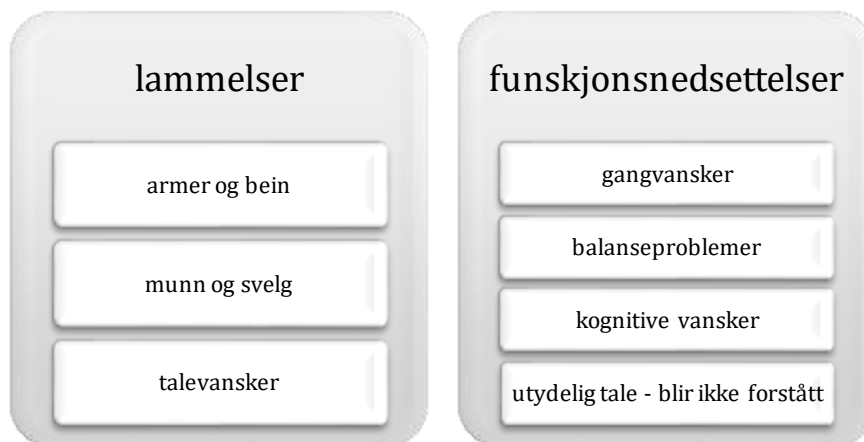 lammelser
armer og bein
munn og svelg
talevansker
funskjonsnedsettelser
gangvansker
balanseproblemer
kognitive vansker
utydelig tale - blir ikke forstått